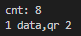 cnt: 8
1 data,qr 2